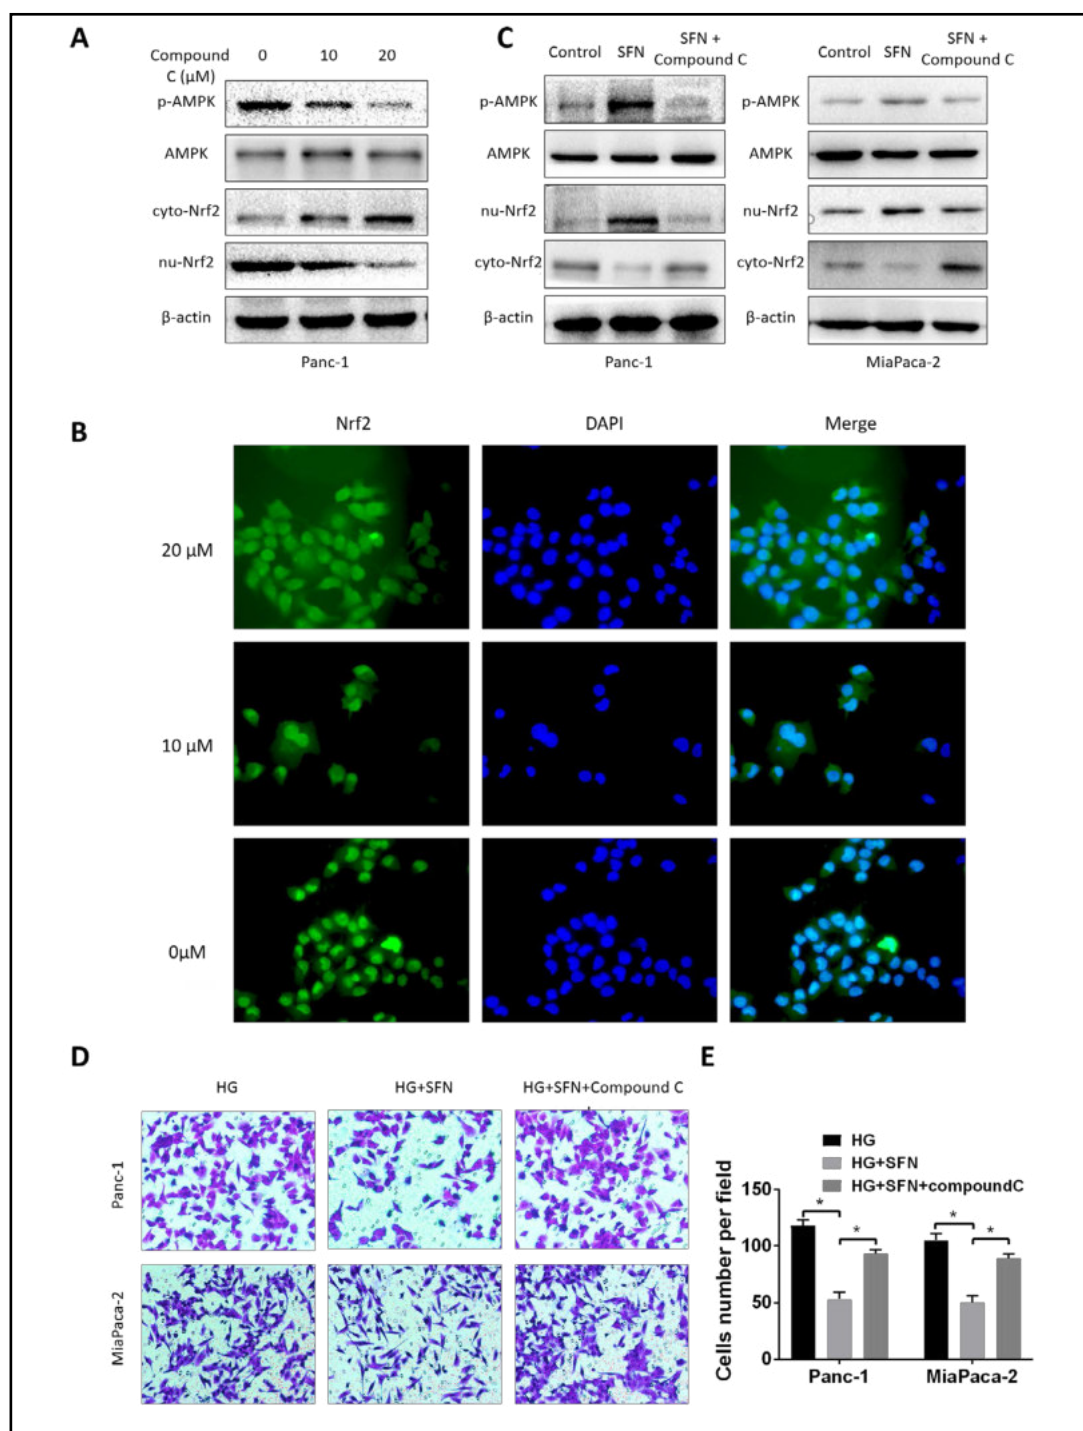 A
Compound
C (μM)
0 10 20
p-AMPK
AMPK
cyto-Nrf2
nu-Nrf2
β-actin
Panc-1
C
Control SFN SFN +
Compound C
p-AMPK
AMPK
nu-Nrf2
cyto-Nrf2
β-actin
Panc-1
Control SFN SFN +
Compound C
p-AMPK
AMPK
nu-Nrf2
cyto-Nrf2
β-actin
MiaPaca-2
B
Nrf2 DAPI Merge
20 μM
10 μM
0μM
D
HG HG+SFN HG+SFN+Compound C
Panc-1
MiaPaca-2
E
HG
HG+SFN
HG+SFN+compoundC
Cells number per field
150
100
50
0
* * * *
Panc-1 MiaPaca-2